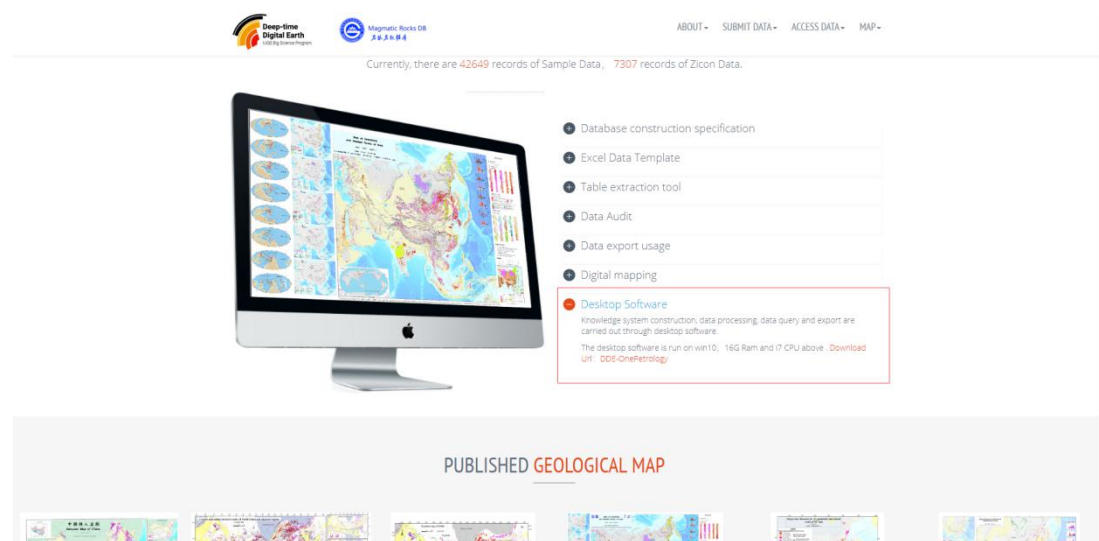 Deep-time
Digital Earth
IUGS Big Science Program
Magmatic Rocks DB
ABOUT
SUBMIT DATA
ACCESS DATA
MAP
Currently, there are 42649 records of Sample Data, 7307 records of Zicon Data.
Database construction specification
Excel Data Template
Table extraction tool
Data Audit
Data export usage
Digital mapping
Desktop Software
Knowledge system construction, data processing, data query and export are
carried out through desktop software.
The desktop software is run on win10, 16G Ram and i7 CPU above . Download
Url: DDE-OnePetrology
PUBLISHED GEOLOGICAL MAP